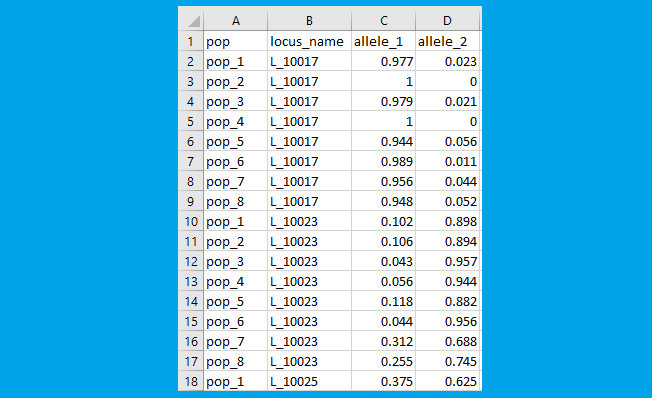 A B C D
1 pop locus_name allele_1 allele_2
2 pop_1 L_10017 0.977 0.023
3 pop_2 L_10017 1 0
4 pop_3 L_10017 0.979 0.021
5 pop_4 L_10017 1 0
6 pop_5 L_10017 0.944 0.056
7 pop_6 L_10017 0.989 0.011
8 pop_7 L_10017 0.956 0.044
9 pop_8 L_10017 0.948 0.052
10 pop_1 L_10023 0.102 0.898
11 pop_2 L_10023 0.106 0.894
12 pop_3 L_10023 0.043 0.957
13 pop_4 L_10023 0.056 0.944
14 pop_5 L_10023 0.118 0.882
15 pop_6 L_10023 0.044 0.956
16 pop_7 L_10023 0.312 0.688
17 pop_8 L_10023 0.255 0.745
18 pop_1 L_10025 0.375 0.625